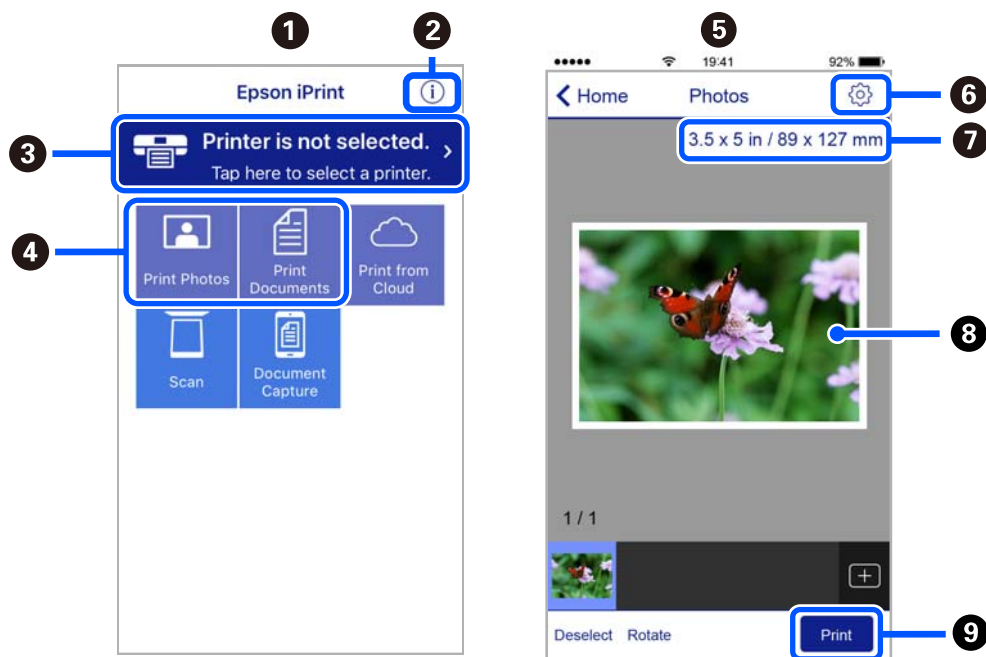 1
2
Epson iPrint
3
Printer is not selected.
Tap here to select a printer.
4
Print Photos
Print
Documents
Print from
Cloud
Scan
Document
Capture
5
19:41
92%
Home
Photos
6
3.5 x 5 in / 89 x 127 mm
7
8
1 / 1
Deselect
Rotate
Print
9